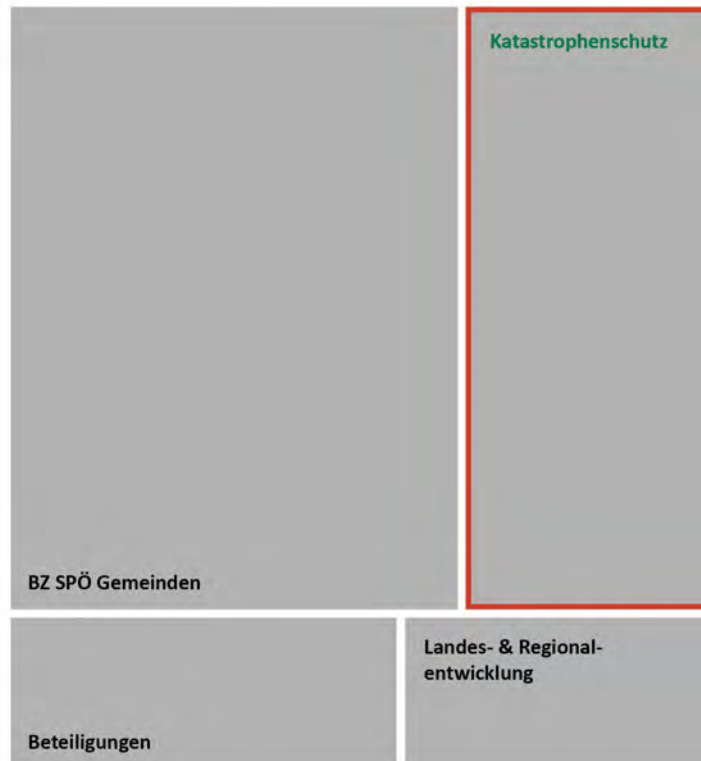 Katastrophenschutz
BZ SPÖ Gemeinden
Landes- & Regional-
entwicklung
Beteiligungen